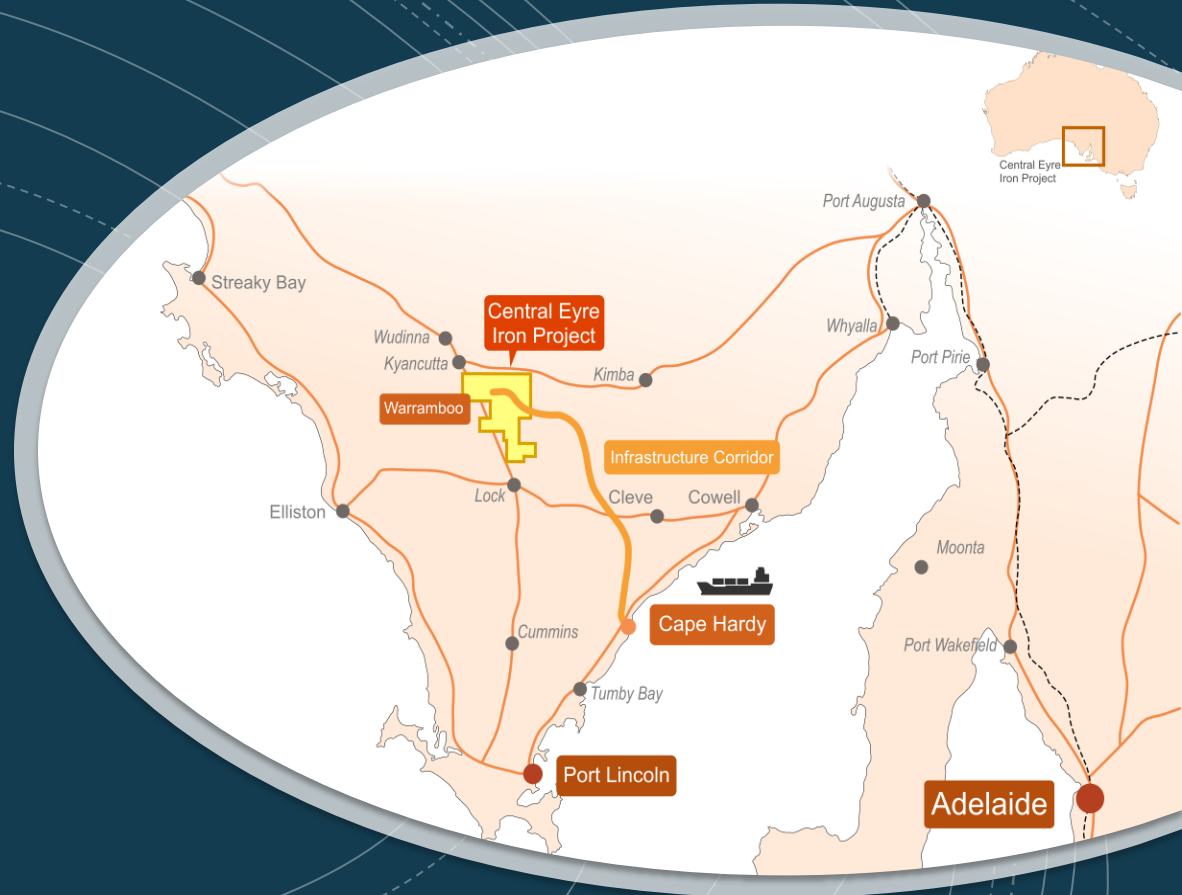 Central Eyre
Iron Project
Port Augusta
Streaky Bay
Central Eyre
Iron Project
Whyalla
Wudinna
Kyancutta
Port Pirie
Kimba
Warramboo
Infrastructure Corridor
Lock
Cleve
Cowell
Elliston
Moonta
Cape Hardy
Cummins
Port Wakefield
Tumby Bay
Port Lincoln
Adelaide